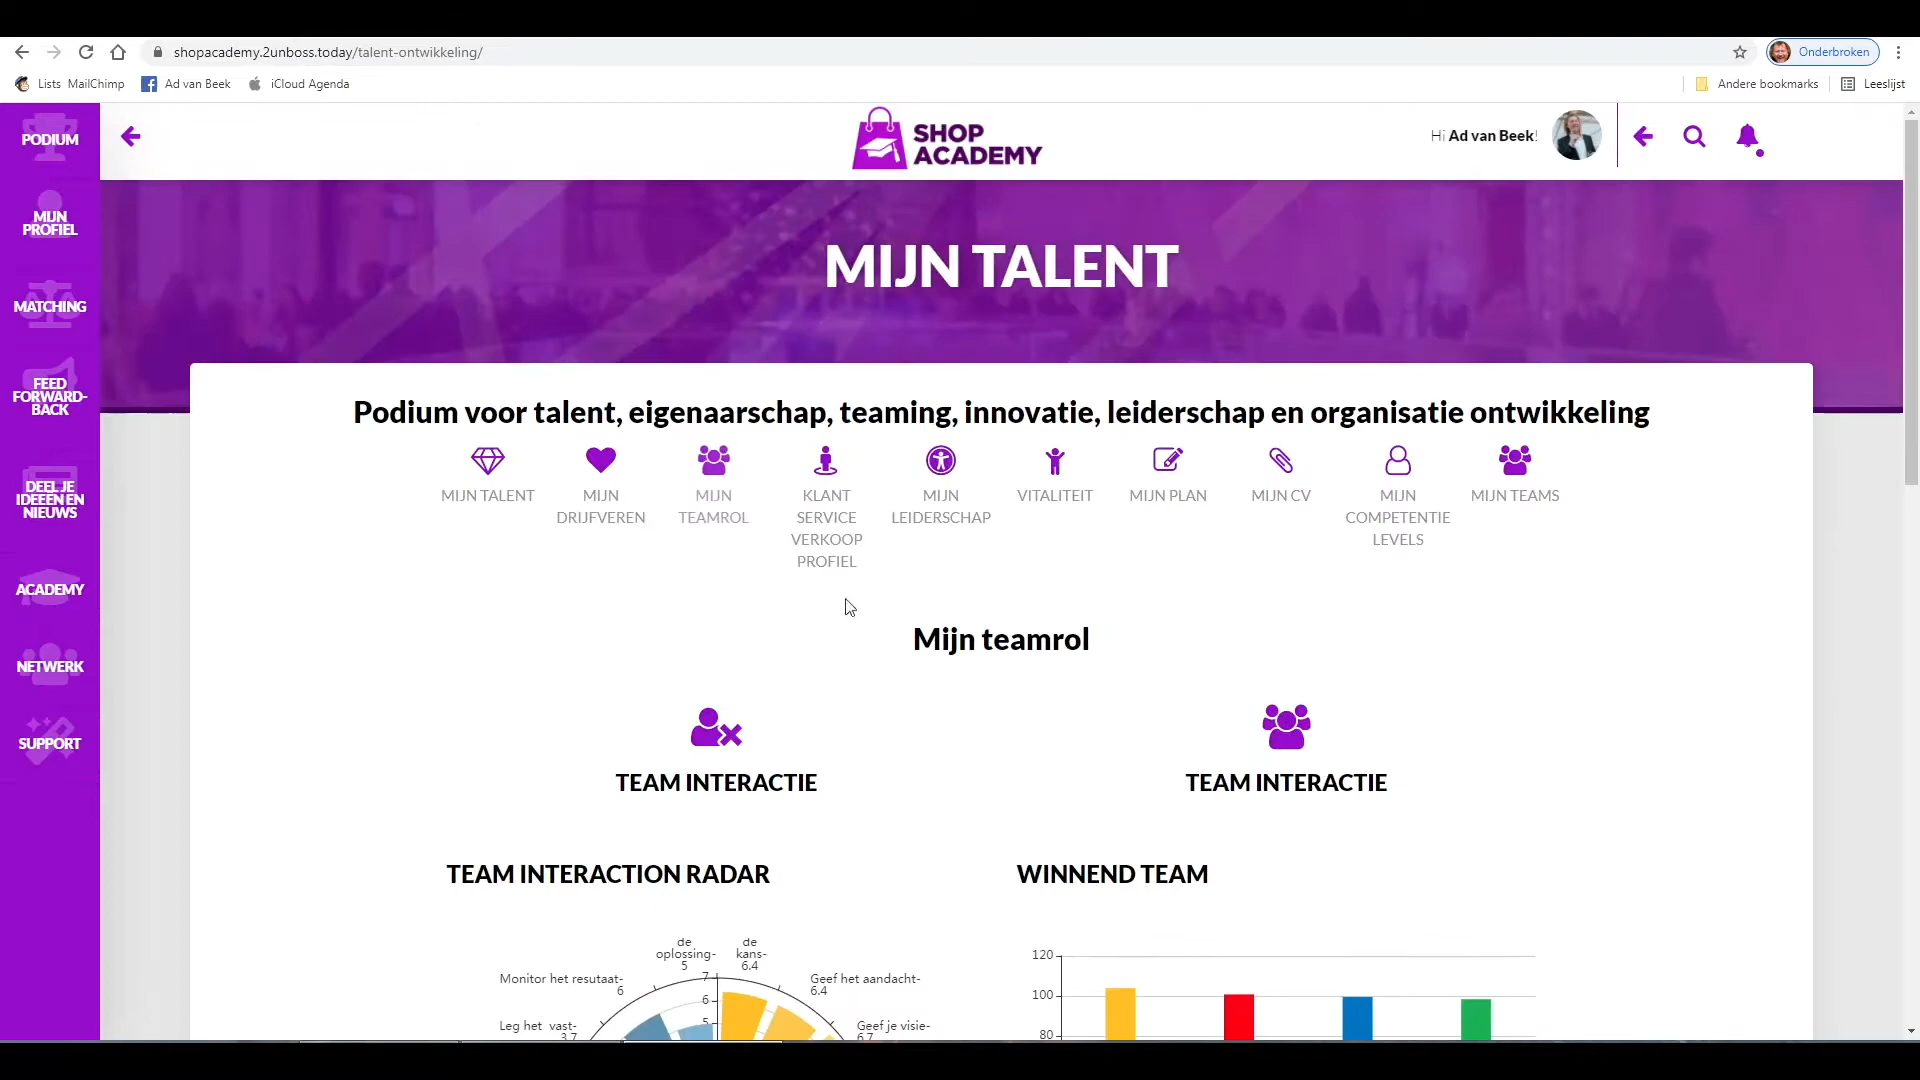 shopacademy.2unboss.today/talent-ontwikkeling/
Onderbroken
Lists MailChimp
Ad van Beek
iCloud Agenda
Andere bookmarks
Leeslijst
PODIUM
SHOP
ACADEMY
Hi Ad van Beek!
MIJN
PROFIEL
MIJN TALENT
MATCHING
FEED
FORWARD-
BACK
Podium voor talent, eigenaarschap, teaming, innovatie, leiderschap en organisatie ontwikkeling
MIJN TALENT
MIJN
DRIJFVEREN
MIJN
TEAMROL
KLANT
SERVICE
VERKOOP
PROFIEL
MIJN
LEIDERSCHAP
VITALITEIT
MIJN PLAN
MIJN CV
MIJN
COMPETENTIE
LEVELS
MIJN TEAMS
DEEL JE
IDEEËN EN
NIEUWS
ACADEMY
NETWERK
SUPPORT
Mijn teamrol
TEAM INTERACTIE
TEAM INTERACTIE
TEAM INTERACTION RADAR
WINNEND TEAM
de
oplossing-
5
de
kans-
6.4
Monitor het resutaat-
6
Geef het aandacht-
6.4
Leg het vast-
3.7
Geef je visie-
6.7
7
6
5
120
100
80